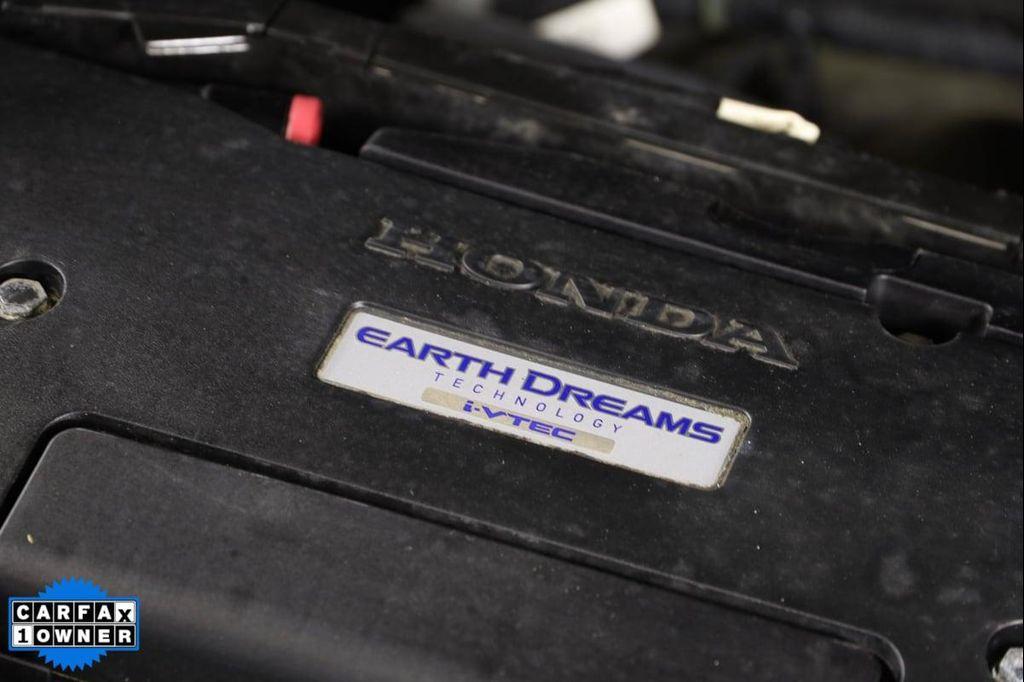 HONDA
EARTH DREAMS
TECHNOLOGY
i-VTEC
CARFAX
1 OWNER